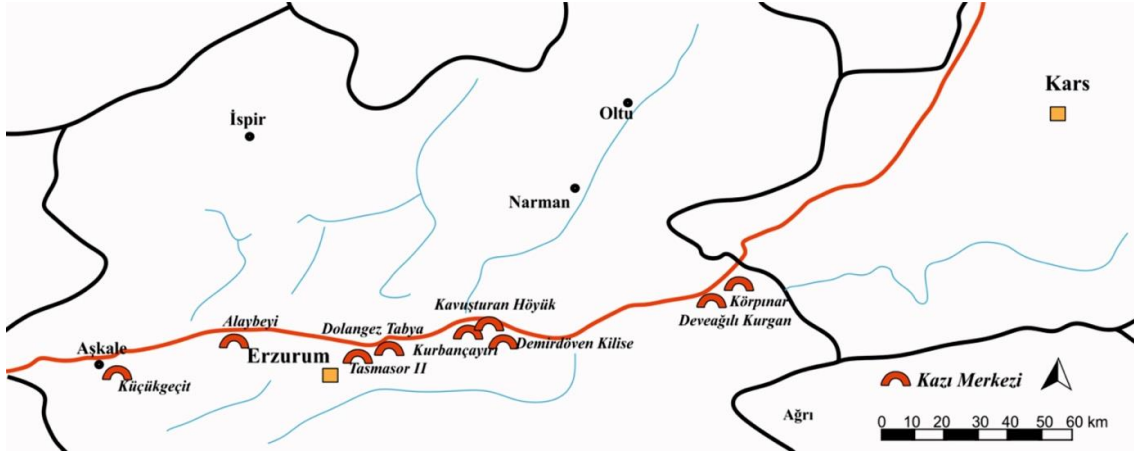 Kars
Oltu
İspir
Narman
Kavuşturan Höyük
Körpınar
Deveağılı Kurgan
Alaybeyi
Dolangez Tabya
Kurbançayırı
Demirdöven Kilise
Aşkale
Erzurum
Tasmasor II
Küçükgeçit
Kazı Merkezi
Ağrı
0 10 20 30 40 50 60 km